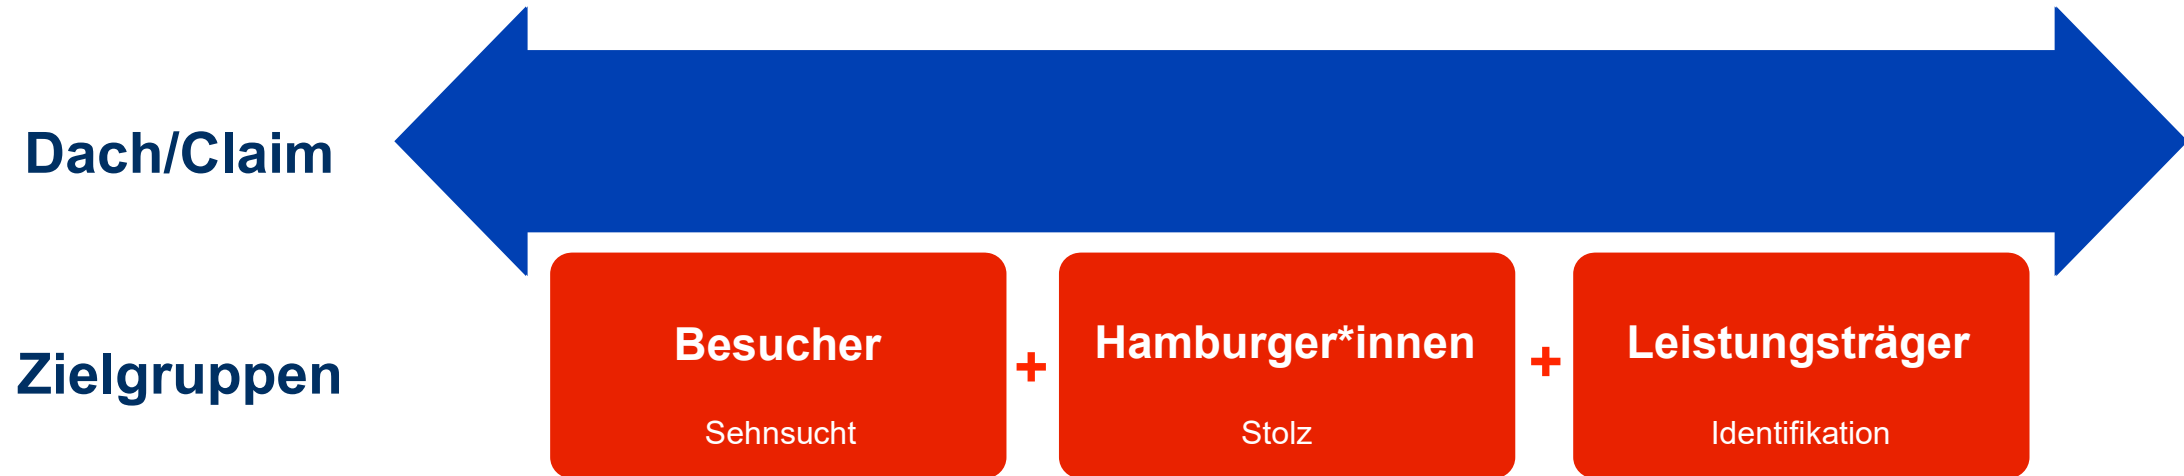 Dach/Claim
Zielgruppen
Besucher
Sehnsucht
+
Hamburger*innen
Stolz
+
Leistungsträger
Identifikation